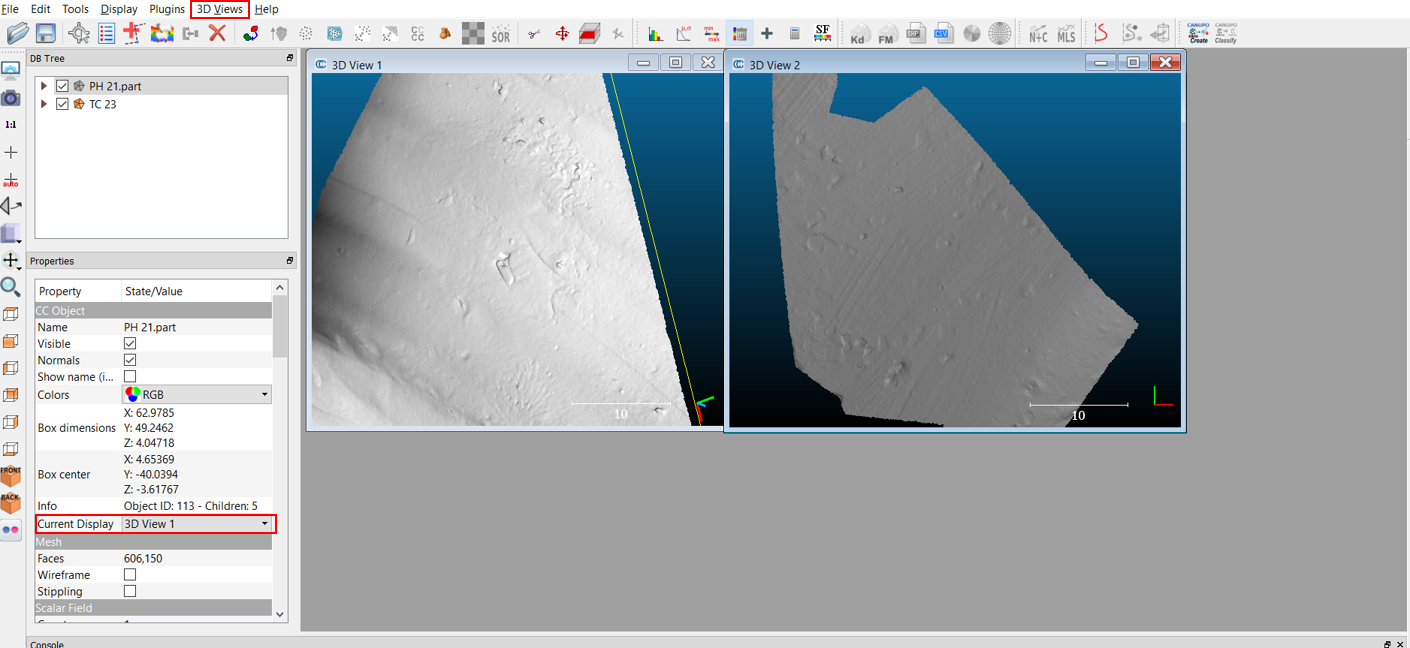 File Edit Tools Display Plugins 3D Views Help
SOR min max SF Kd FM SHP CSV N+C MLS CANUPO Create CANUPO Classify
DB Tree
PH 21.part
TC 23
1:1
auto
FRONT
BACK
Properties
Property State/Value
CC Object
Name PH 21.part
Visible
Normals
Show name (i...
Colors RGB
Box dimensions X: 62.9785
Y: 49.2462
Z: 4.04718
Box center X: 4.65369
Y: -40.0394
Z: -3.61767
Info Object ID: 113 - Children: 5
Current Display 3D View 1
Mesh
Faces 606,150
Wireframe
Stippling
Scalar Field
3D View 1
10
3D View 2
10
Console